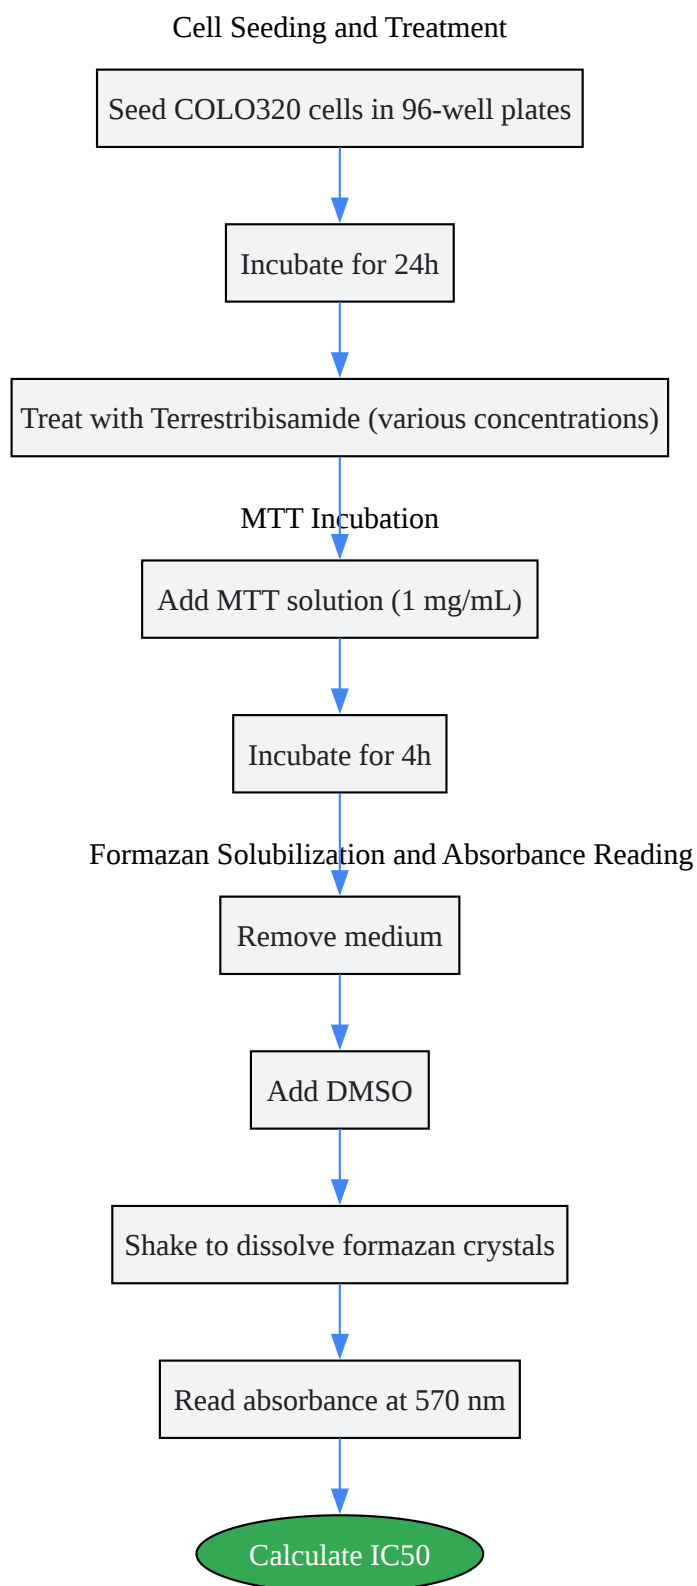 Cell Seeding and Treatment
Seed COLO320 cells in 96-well plates
Incubate for 24h
Treat with Terrestribisamide (various concentrations)
MTT Incubation
Add MTT solution (1 mg/mL)
Incubate for 4h
Formazan Solubilization and Absorbance Reading
Remove medium
Add DMSO
Shake to dissolve formazan crystals
Read absorbance at 570 nm
Calculate IC50